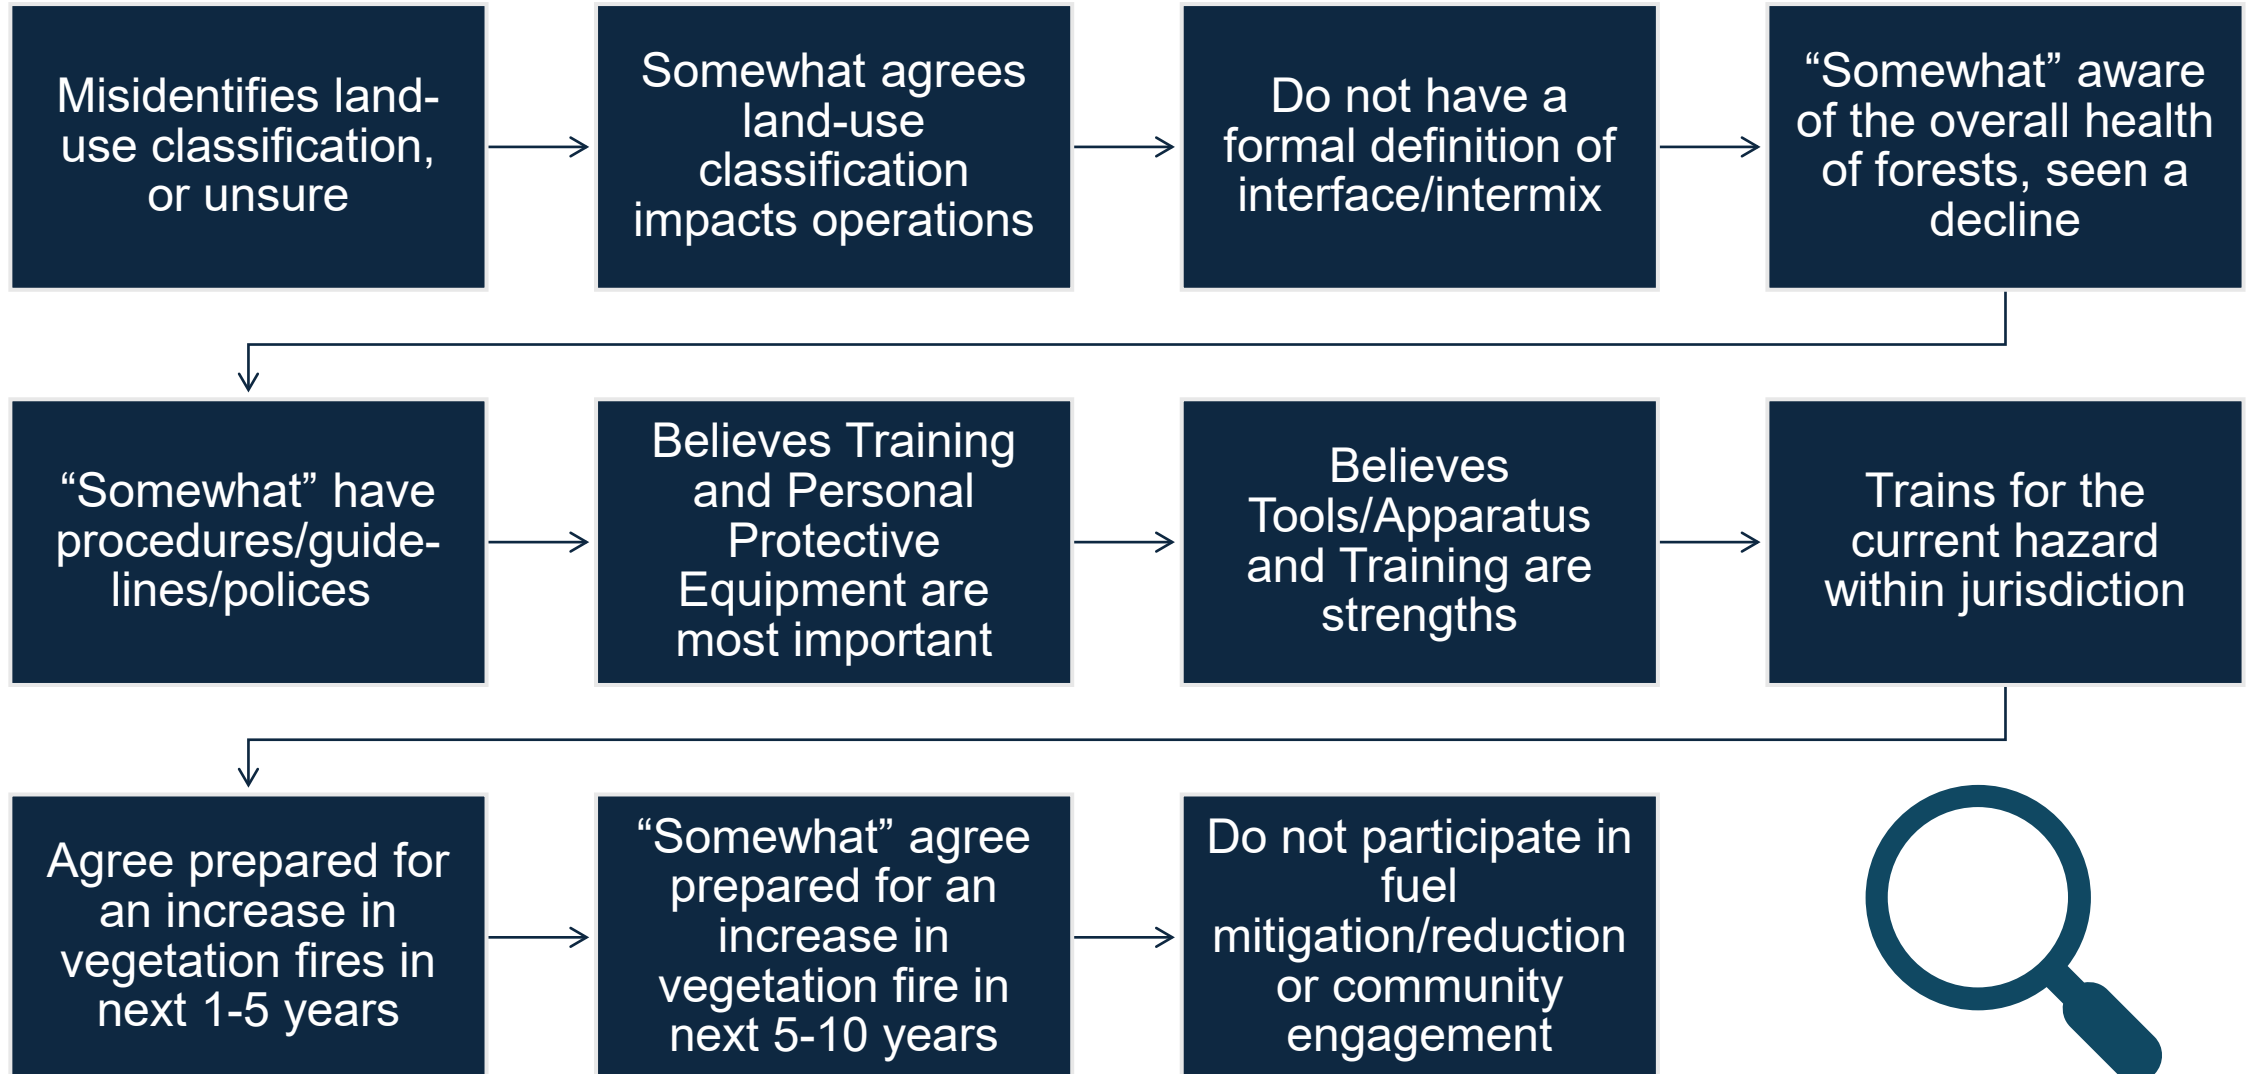 Misidentifies land-
use classification,
or unsure
Somewhat agrees
land-use
classification
impacts operations
Do not have a
formal definition of
interface/intermix
“Somewhat” aware
of the overall health
of forests, seen a
decline
“Somewhat” have
procedures/guide-
lines/polices
Believes Training
and Personal
Protective
Equipment are
most important
Believes
Tools/Apparatus
and Training are
strengths
Trains for the
current hazard
within jurisdiction
Agree prepared for
an increase in
vegetation fires in
next 1-5 years
“Somewhat” agree
prepared for an
increase in
vegetation fire in
next 5-10 years
Do not participate in
fuel
mitigation/reduction
or community
engagement